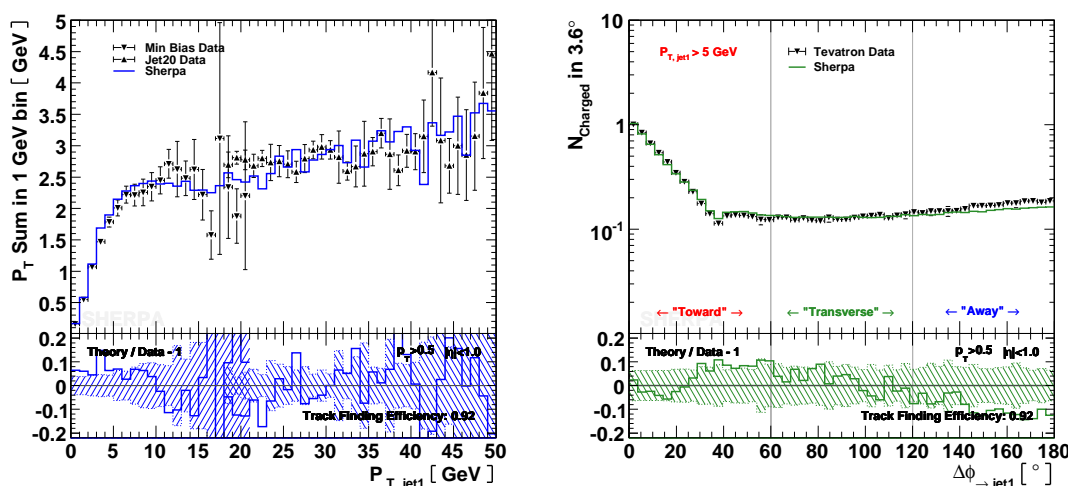 P_T Sum in 1 GeV bin [ GeV]
5
4.5
4
3.5
3
2.5
2
1.5
1
0.5
Min Bias Data
Jet20 Data
Sherpa
SHERPA
0.2
0.1
0
-0.1
-0.2
Theory / Data - 1
p_T>0.5 |η|<1.0
Track Finding Efficiency: 0.92
0 5 10 15 20 25 30 35 40 45 50
P_T, jet1 [ GeV]
N_Charged in 3.6°
10
1
10^-1
P_T, jet1 > 5 GeV
Tevatron Data
Sherpa
← "Toward" → ← "Transverse" → ← "Away" →
SHERPA
0.2
0.1
0
-0.1
-0.2
Theory / Data - 1
p_T>0.5 |η|<1.0
Track Finding Efficiency: 0.92
0 20 40 60 80 100 120 140 160 180
Δϕ→ jet1 [ ° ]